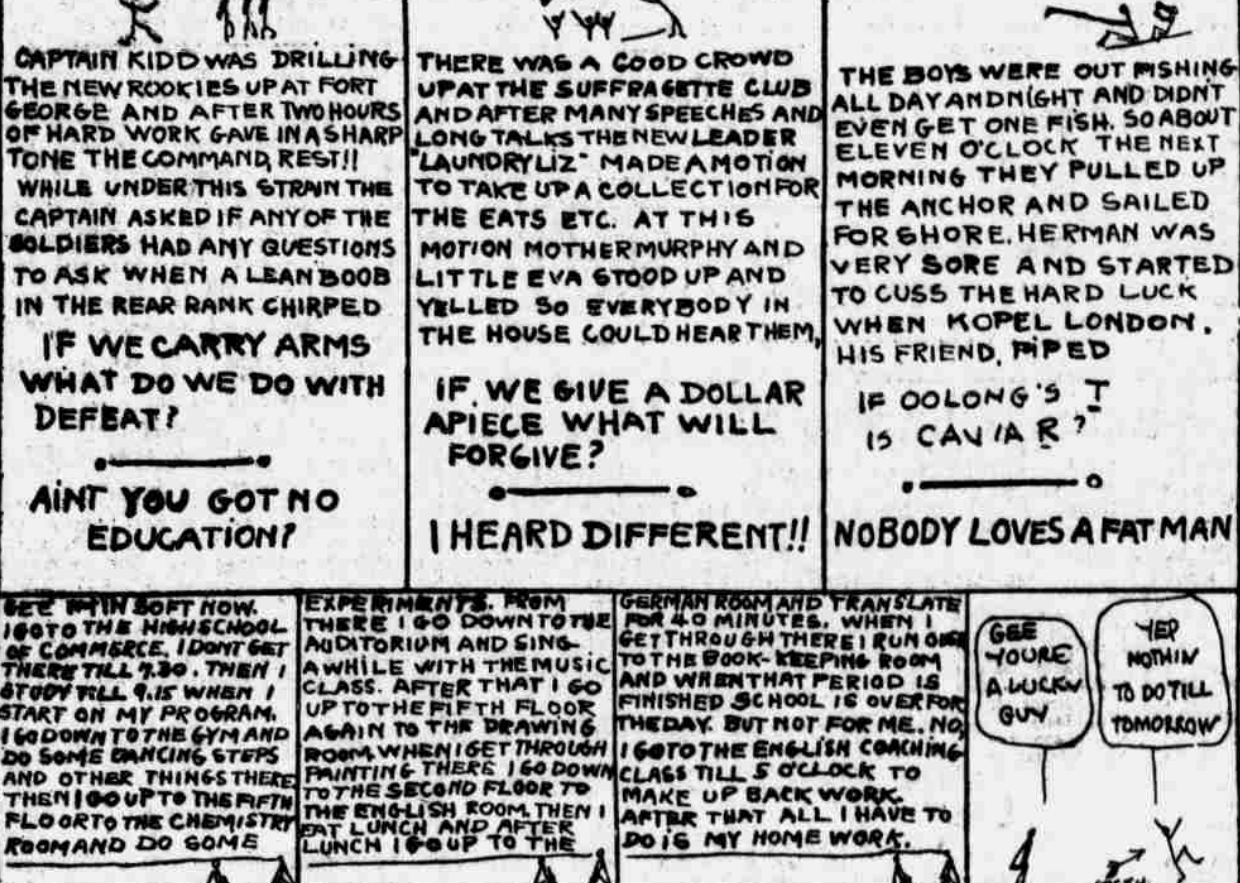 CAPTAIN KIDD WAS DRILLING
THE NEW ROOKIES UP AT FORT
GEORGE AND AFTER TWO HOURS
OF HARD WORK GAVE IN A SHARP
TONE THE COMMAND, REST!!
WHILE UNDER THIS STRAIN THE
CAPTAIN ASKED IF ANY OF THE
SOLDIERS HAD ANY QUESTIONS
TO ASK WHEN A LEAN BOOB
IN THE REAR RANK CHIRPED
IF WE CARRY ARMS
WHAT DO WE DO WITH
DEFEAT?
AINT YOU GOT NO
EDUCATION?
THERE WAS A GOOD CROWD
UP AT THE SUFFRAGETTE CLUB
AND AFTER MANY SPEECHES AND
LONG TALKS THE NEW LEADER
"LAUNDRY LIZ" MADE A MOTION
TO TAKE UP A COLLECTION FOR
THE EATS ETC. AT THIS
MOTION MOTHER MURPHY AND
LITTLE EVA STOOD UP AND
YELLED SO EVERYBODY IN
THE HOUSE COULD HEAR THEM,
IF WE GIVE A DOLLAR
APIECE WHAT WILL
FORGIVE?
I HEARD DIFFERENT!!
THE BOYS WERE OUT FISHING
ALL DAY AND NIGHT AND DIDNT
EVEN GET ONE FISH. SO ABOUT
ELEVEN O'CLOCK THE NEXT
MORNING THEY PULLED UP
THE ANCHOR AND SAILED
FOR SHORE. HERMAN WAS
VERY SORE AND STARTED
TO CUSS THE HARD LUCK
WHEN KOPEL LONDON,
HIS FRIEND, PIPED
IF OOLONG'S T
IS CAVIA R?
NOBODY LOVES A FAT MAN
SOFT NOW.
I GO TO THE HIGH SCHOOL
OF COMMERCE. I DONT GET
THERE TILL 7.30. THEN I
STUDY TILL 9.15 WHEN I
START ON MY PROGRAM.
I GO DOWN TO THE GYM AND
DO SOME DANCING STEPS
AND OTHER THINGS THERE
THEN I GO UP TO THE FIFTH
FLOOR TO THE CHEMISTRY
ROOM AND DO SOME
EXPERIMENTS. FROM
THERE I GO DOWN TO THE
AUDITORIUM AND SING
AWHILE WITH THE MUSIC
CLASS. AFTER THAT I GO
UP TO THE FIFTH FLOOR
AGAIN TO THE DRAWING
ROOM. WHEN I GET THROUGH
PAINTING THERE I GO DOWN
TO THE SECOND FLOOR TO
THE ENGLISH ROOM. THEN I
EAT LUNCH AND AFTER
LUNCH I GO UP TO THE
GERMAN ROOM AND TRANSLATE
FOR 40 MINUTES. WHEN I
GET THROUGH THERE I RUN OVER
TO THE BOOK-KEEPING ROOM
AND WHEN THAT PERIOD IS
FINISHED SCHOOL IS OVER FOR
THE DAY. BUT NOT FOR ME. NO,
I GO TO THE ENGLISH COACHING
CLASS TILL 5 O'CLOCK TO
MAKE UP BACK WORK.
AFTER THAT ALL I HAVE TO
DO IS MY HOME WORK.
GEE
YOURE
A LUCKY
GUY
YEP
NOTHIN
TO DO TILL
TOMORROW